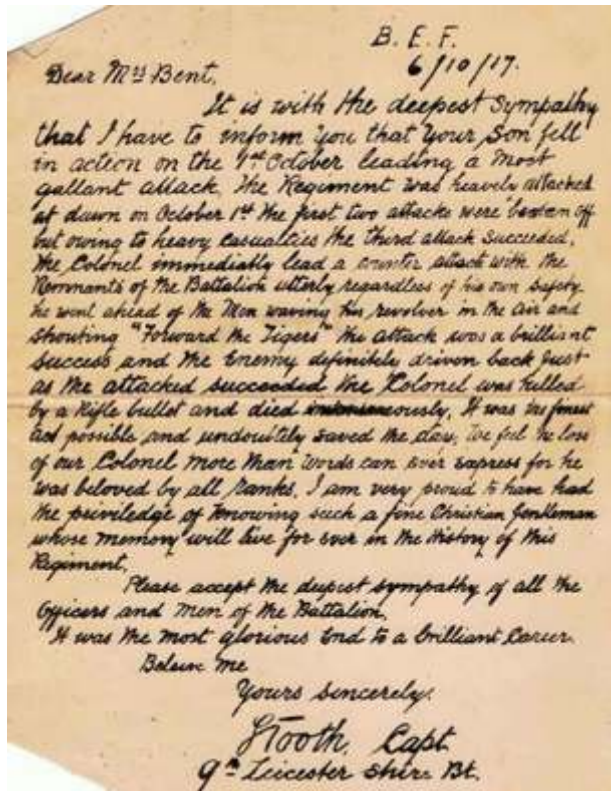 B. E. F.
6/10/17.
Dear Mrs Bent.
It is with the deepest sympathy
that I have to inform you that your son fell
in action on the 1st October leading a most
gallant attack, the Regiment was heavely attacked
at dawn on October 1st the first two attacks were beaten off
but owing to heavy casualties the third attack succeeded,
the Colonel immediatly lead a counter attack with the
Remnants of the Battalion utterly regardless of his own safety.
he went ahead of the Men waving his revolver in the air and
shouting "Forward the Tigers" the attack was a brilliant
success and the Enemy definitely driven back just
as the attacked succeeded the Colonel was killed
by a Rifle bullet and died. It was the finest
act possible and undoubtily saved the day, we feel the loss
of our Colonel more than words can ever express for he
was beloved by all ranks. I am very proud to have had
the priviledge of knowing such a fine Christian Gentleman
whose memory will live for ever in the History of this
Regiment.
Please accept the deepest sympathy of all the
Officers and men of the Battalion.
It was the most glorious End to a brilliant Career.
Beleive me
Yours sincerely.
Capt.
9th Leicester Shire Rt.